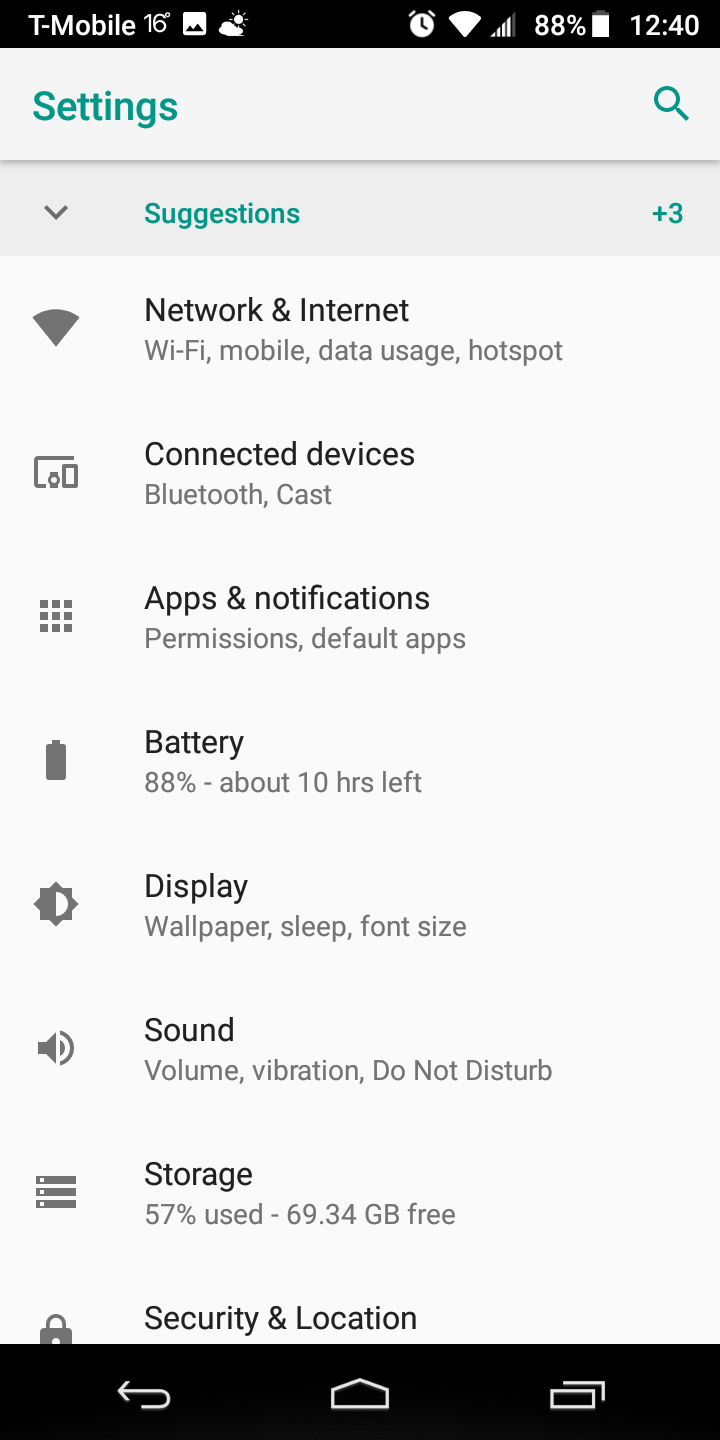 T-Mobile 16° 88% 12:40
Settings
Suggestions +3
Network & Internet
Wi-Fi, mobile, data usage, hotspot
Connected devices
Bluetooth, Cast
Apps & notifications
Permissions, default apps
Battery
88% - about 10 hrs left
Display
Wallpaper, sleep, font size
Sound
Volume, vibration, Do Not Disturb
Storage
57% used - 69.34 GB free
Security & Location